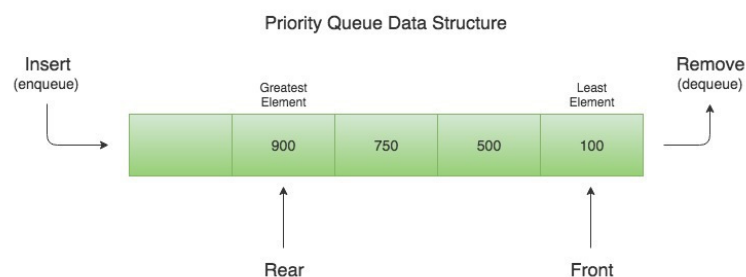 Priority Queue Data Structure
Insert
(enqueue)
Remove
(dequeue)
Greatest
Element
Least
Element
900
750
500
100
Rear
Front